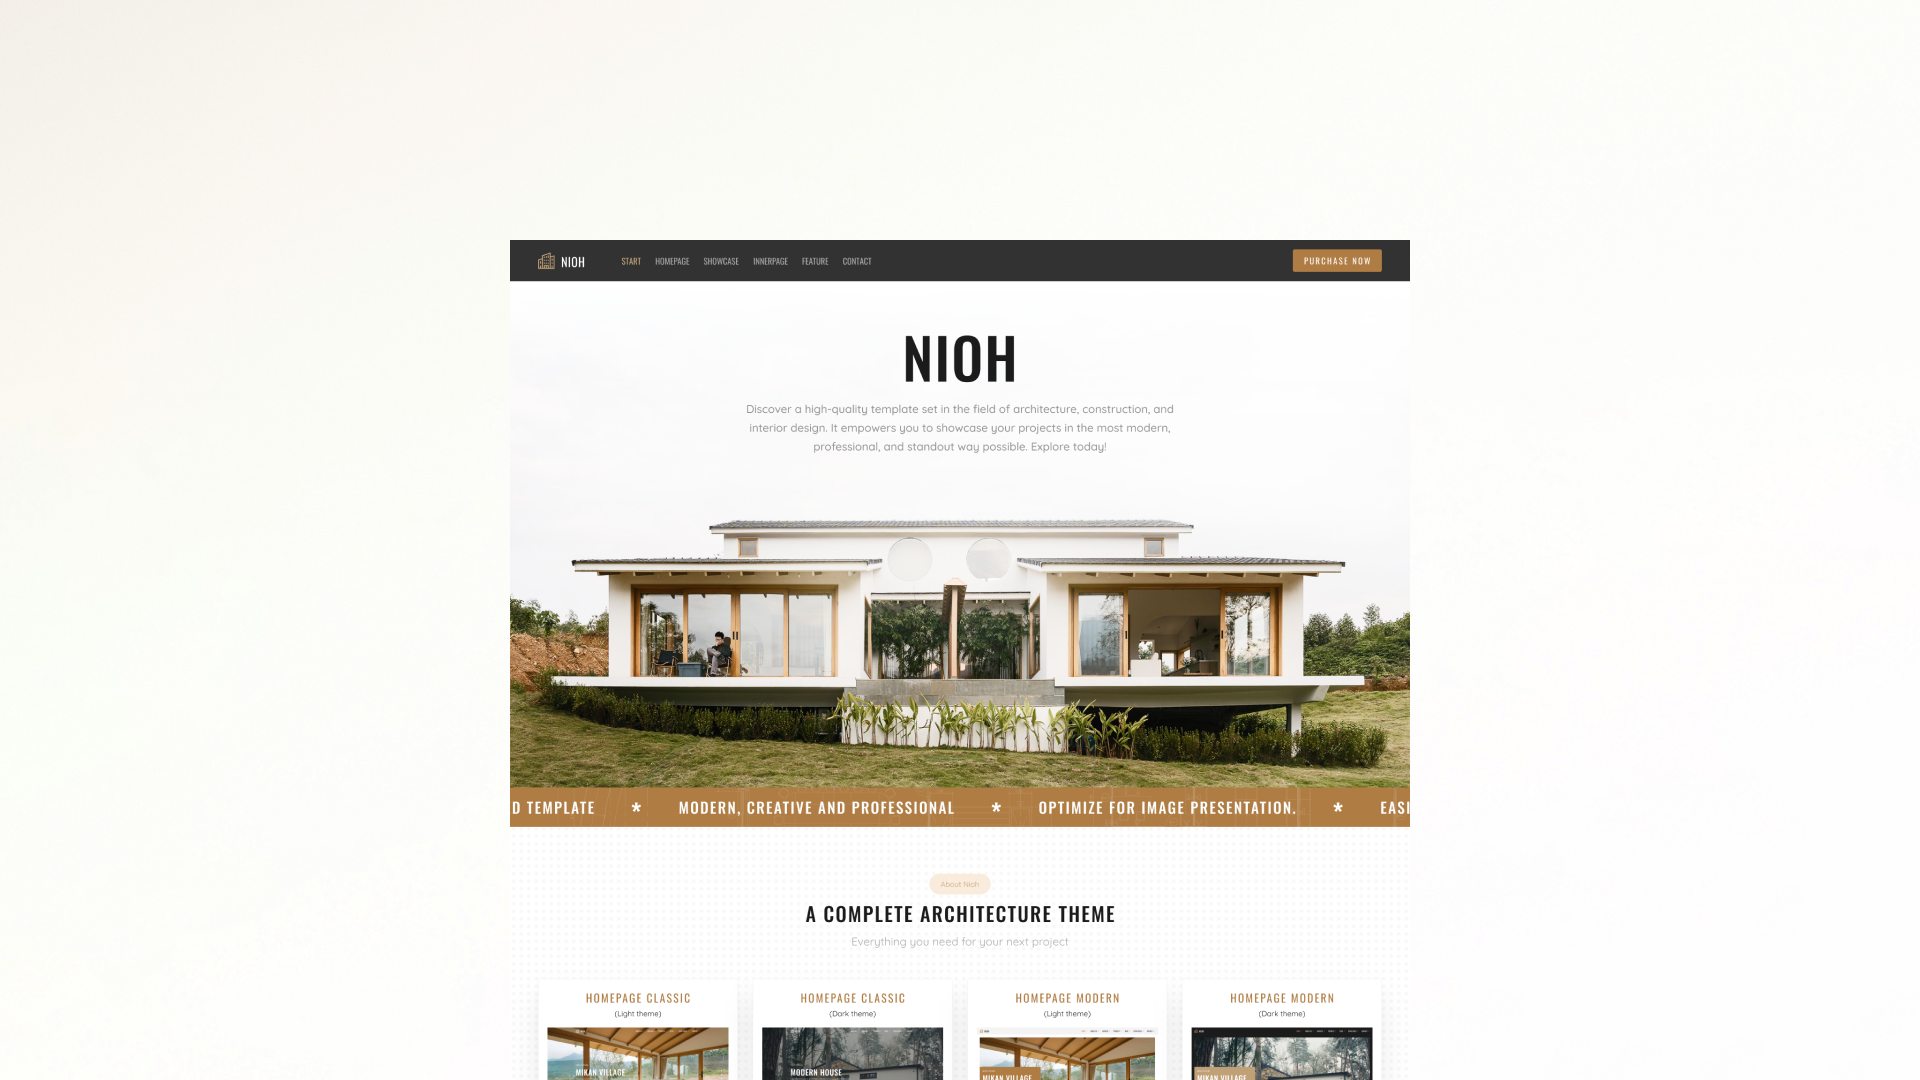 NIOH
START HOMEPAGE SHOWCASE INNERPAGE FEATURE CONTACT
PURCHASE NOW
NIOH
Discover a high-quality template set in the field of architecture, construction, and
interior design. It empowers you to showcase your projects in the most modern,
professional, and standout way possible. Explore today!
D TEMPLATE * MODERN, CREATIVE AND PROFESSIONAL * OPTIMIZE FOR IMAGE PRESENTATION. * EASI
About Nioh
A COMPLETE ARCHITECTURE THEME
Everything you need for your next project
HOMEPAGE CLASSIC
(Light theme)
MIKAN VILLAGE
HOMEPAGE CLASSIC
(Dark theme)
MODERN HOUSE
HOMEPAGE MODERN
(Light theme)
MIKAN VILLAGE
HOMEPAGE MODERN
(Dark theme)
MIKAN VILLAGE